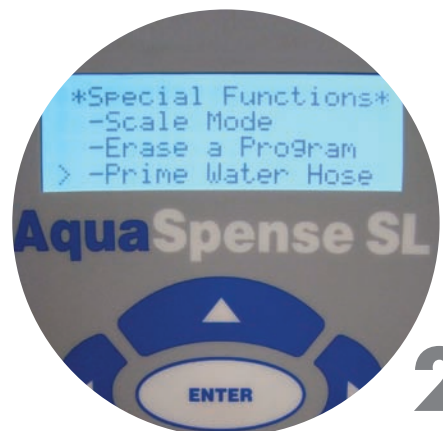 *Special Functions*
-Scale Mode
-Erase a Program
> -Prime Water Hose
AquaSpense SL
ENTER
2